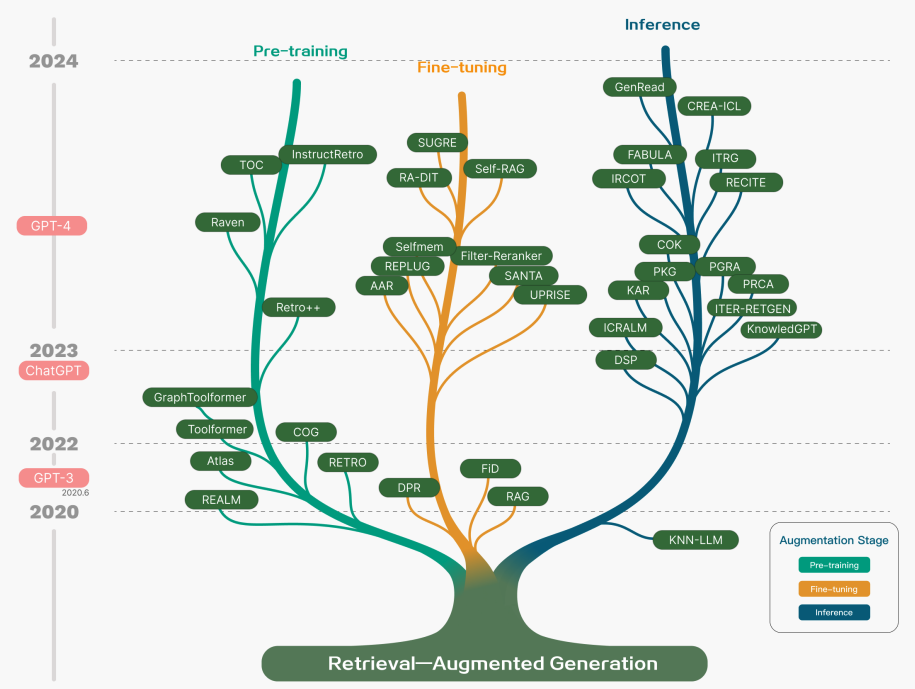 Inference
Pre-training
Fine-tuning
2024
GenRead
CREA-ICL
SUGRE
TOC
InstructRetro
FABULA
ITRG
Self-RAG
RA-DIT
IRCOT
RECITE
Raven
GPT-4
Selfmem
COK
Filter-Reranker
REPLUG
PKG
PGRA
SANTA
AAR
KAR
PRCA
UPRISE
Retro++
ITER-RETGEN
ICRALM
KnowledGPT
2023
DSP
ChatGPT
GraphToolformer
Toolformer
COG
2022
Atlas
RETRO
FiD
GPT-3
2020.6
DPR
RAG
REALM
2020
KNN-LLM
Augmentation Stage
Pre-training
Fine-tuning
Inference
Retrieval—Augmented Generation